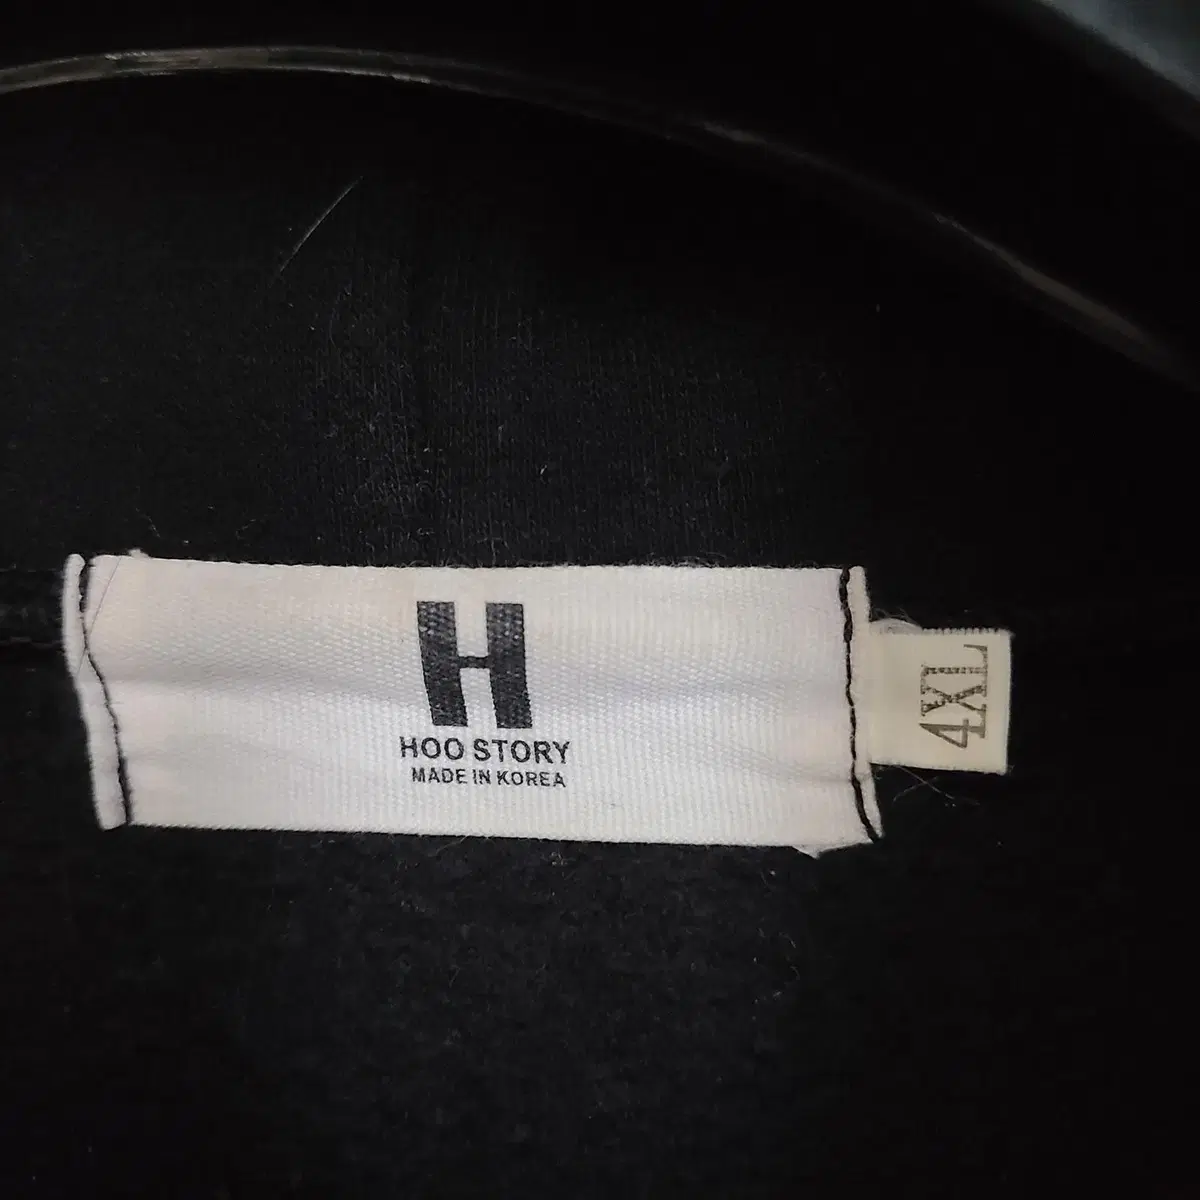 H
HOO STORY
MADE IN KOREA
4XL